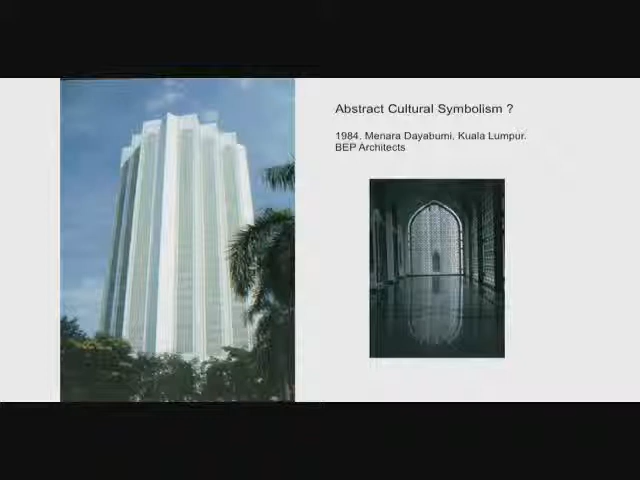 Abstract Cultural Symbolism ?
1984. Menara Dayabumi, Kuala Lumpur.
BEP Architects